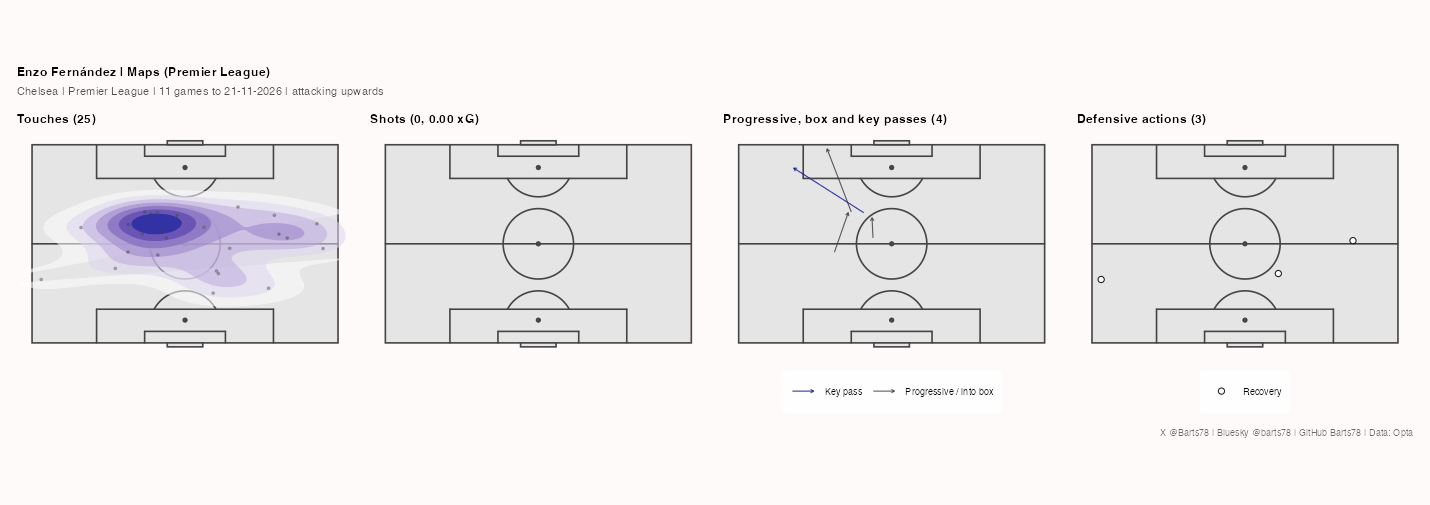 Enzo Fernández | Maps (Premier League)
Chelsea | Premier League | 11 games to 21-11-2026 | attacking upwards
Touches (25)
Shots (0, 0.00 xG)
Progressive, box and key passes (4)
Defensive actions (3)
Key pass
Progressive / into box
Recovery
X @Barts78 | Bluesky @barts78 | GitHub Barts78 | Data: Opta